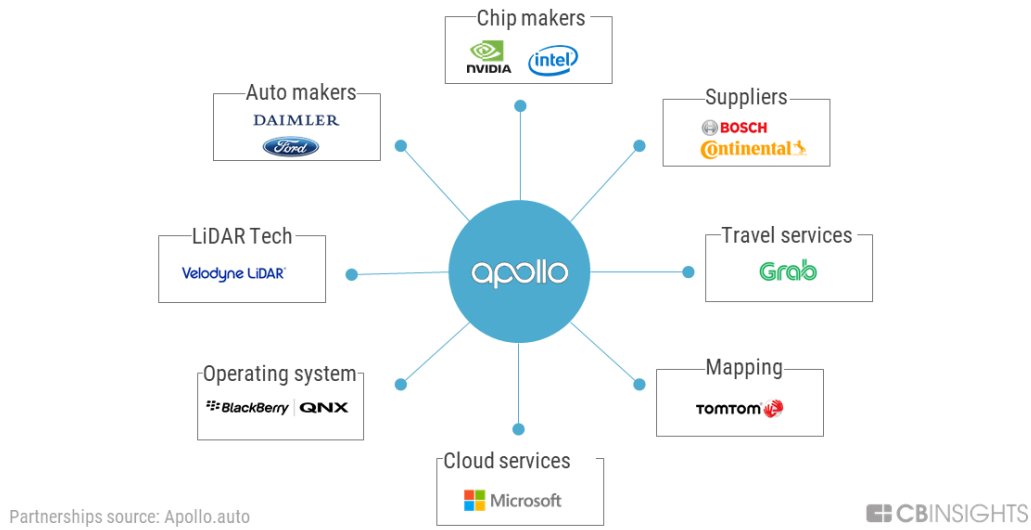 Chip makers
NVIDIA
intel
Auto makers
DAIMLER
Ford
Suppliers
BOSCH
Continental
LiDAR Tech
Velodyne LiDAR
apollo
Travel services
Grab
Operating system
BlackBerry | QNX
Mapping
TOMTOM
Cloud services
Microsoft
Partnerships source: Apollo.auto
CBINSIGHTS